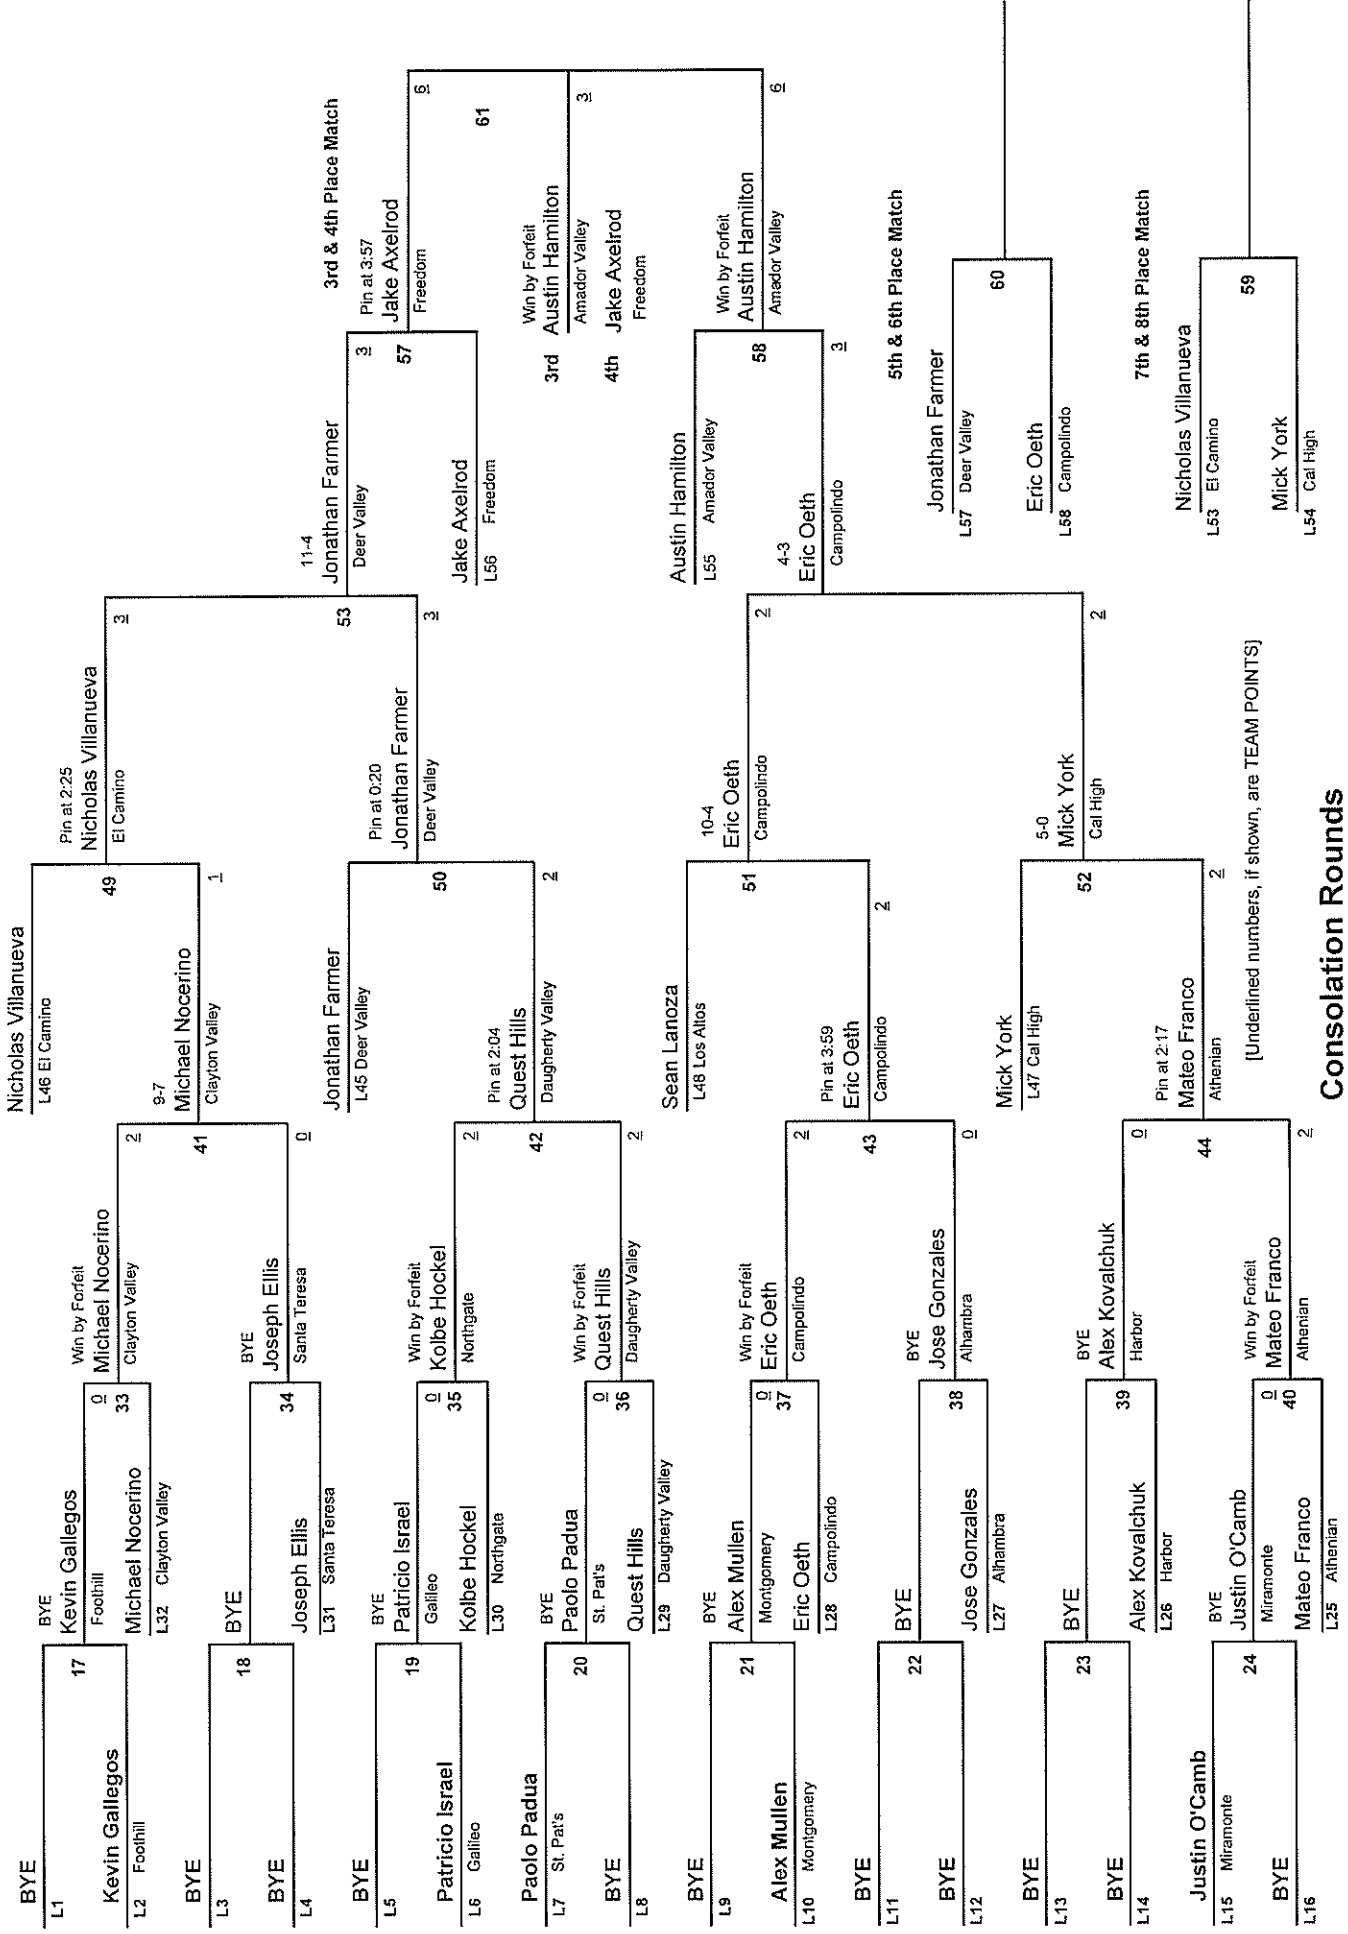 BYE
L1
Kevin Gallegos
L2 Foothill
BYE
L3
BYE
L4
BYE
L5
Patricio Israel
L6 Galileo
Paolo Padua
L7 St. Pat's
BYE
L8
BYE
L9
Alex Mullen
L10 Montgomery
BYE
L11
BYE
L12
BYE
L13
BYE
L14
Justin O'Camb
L15 Miramonte
BYE
L16
17
18
19
20
21
22
23
24
BYE
Kevin Gallegos
Foothill
0
Michael Nocerino
L32 Clayton Valley
33
BYE
Joseph Ellis
L31 Santa Teresa
34
BYE
Patricio Israel
Galileo
0
Kolbe Hockel
L30 Northgate
35
BYE
Paolo Padua
St. Pat's
0
Quest Hills
L29 Daugherty Valley
36
BYE
Alex Mullen
Montgomery
0
Eric Oeth
L28 Campolindo
37
BYE
Jose Gonzales
L27 Alhambra
38
BYE
Alex Kovalchuk
L26 Harbor
39
BYE
Justin O'Camb
Miramonte
0
Mateo Franco
L25 Athenian
40
Win by Forfeit
Michael Nocerino
Clayton Valley
2
41
BYE
Joseph Ellis
Santa Teresa
0
Win by Forfeit
Kolbe Hockel
Northgate
2
42
Win by Forfeit
Quest Hills
Daugherty Valley
2
Win by Forfeit
Eric Oeth
Campolindo
2
43
BYE
Jose Gonzales
Alhambra
0
BYE
Alex Kovalchuk
Harbor
0
44
Win by Forfeit
Mateo Franco
Athenian
2
Nicholas Villanueva
L46 El Camino
49
9-7
Michael Nocerino
Clayton Valley
1
Jonathan Farmer
L45 Deer Valley
50
Pin at 2:04
Quest Hills
Daugherty Valley
2
Sean Lanoza
L48 Los Altos
51
Pin at 3:59
Eric Oeth
Campolindo
2
Mick York
L47 Cal High
52
Pin at 2:17
Mateo Franco
Athenian
2
Pin at 2:25
Nicholas Villanueva
El Camino
3
53
Pin at 0:20
Jonathan Farmer
Deer Valley
3
10-4
Eric Oeth
Campolindo
2
5-0
Mick York
Cal High
2
11-4
Jonathan Farmer
Deer Valley
3
57
Jake Axelrod
L56 Freedom
Austin Hamilton
L55 Amador Valley
58
4-3
Eric Oeth
Campolindo
3
3rd & 4th Place Match
Pin at 3:57
Jake Axelrod
Freedom
6
61
Win by Forfeit
3rd Austin Hamilton
Amador Valley
3
4th Jake Axelrod
Freedom
Win by Forfeit
Austin Hamilton
Amador Valley
6
5th & 6th Place Match
Jonathan Farmer
L57 Deer Valley
60
Eric Oeth
L58 Campolindo
7th & 8th Place Match
Nicholas Villanueva
L53 El Camino
59
Mick York
L54 Cal High
[Underlined numbers, if shown, are TEAM POINTS]
Consolation Rounds